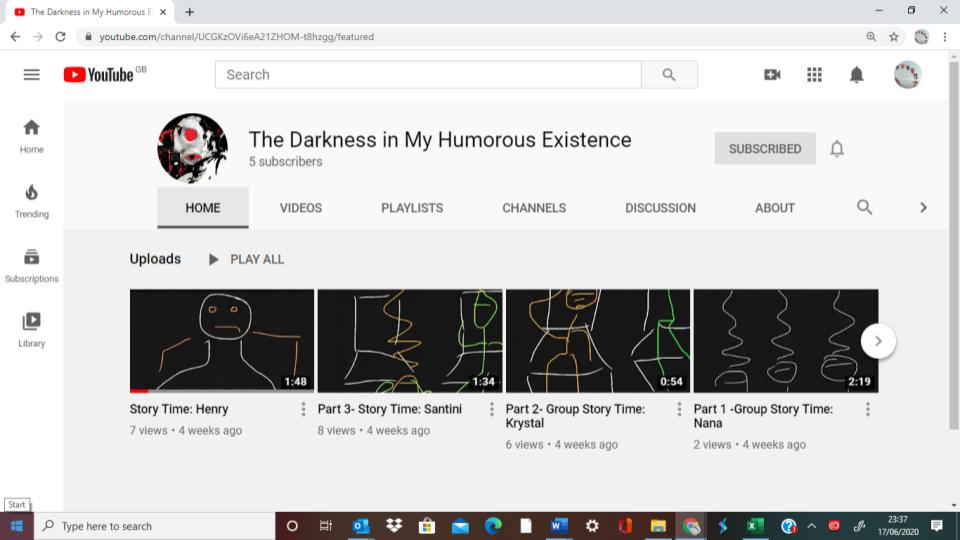 The Darkness in My Humorous E
youtube.com/channel/UCGKzOVi6eA21ZHOM-t8hzgg/featured
YouTube GB
Search
Home
Trending
Subscriptions
Library
The Darkness in My Humorous Existence
5 subscribers
SUBSCRIBED
HOME VIDEOS PLAYLISTS CHANNELS DISCUSSION ABOUT
Uploads PLAY ALL
1:48 1:34 0:54 2:19
Story Time: Henry
7 views • 4 weeks ago
Part 3- Story Time: Santini
8 views • 4 weeks ago
Part 2- Group Story Time:
Krystal
6 views • 4 weeks ago
Part 1 -Group Story Time:
Nana
2 views • 4 weeks ago
Start
Type here to search
23:37
17/06/2020